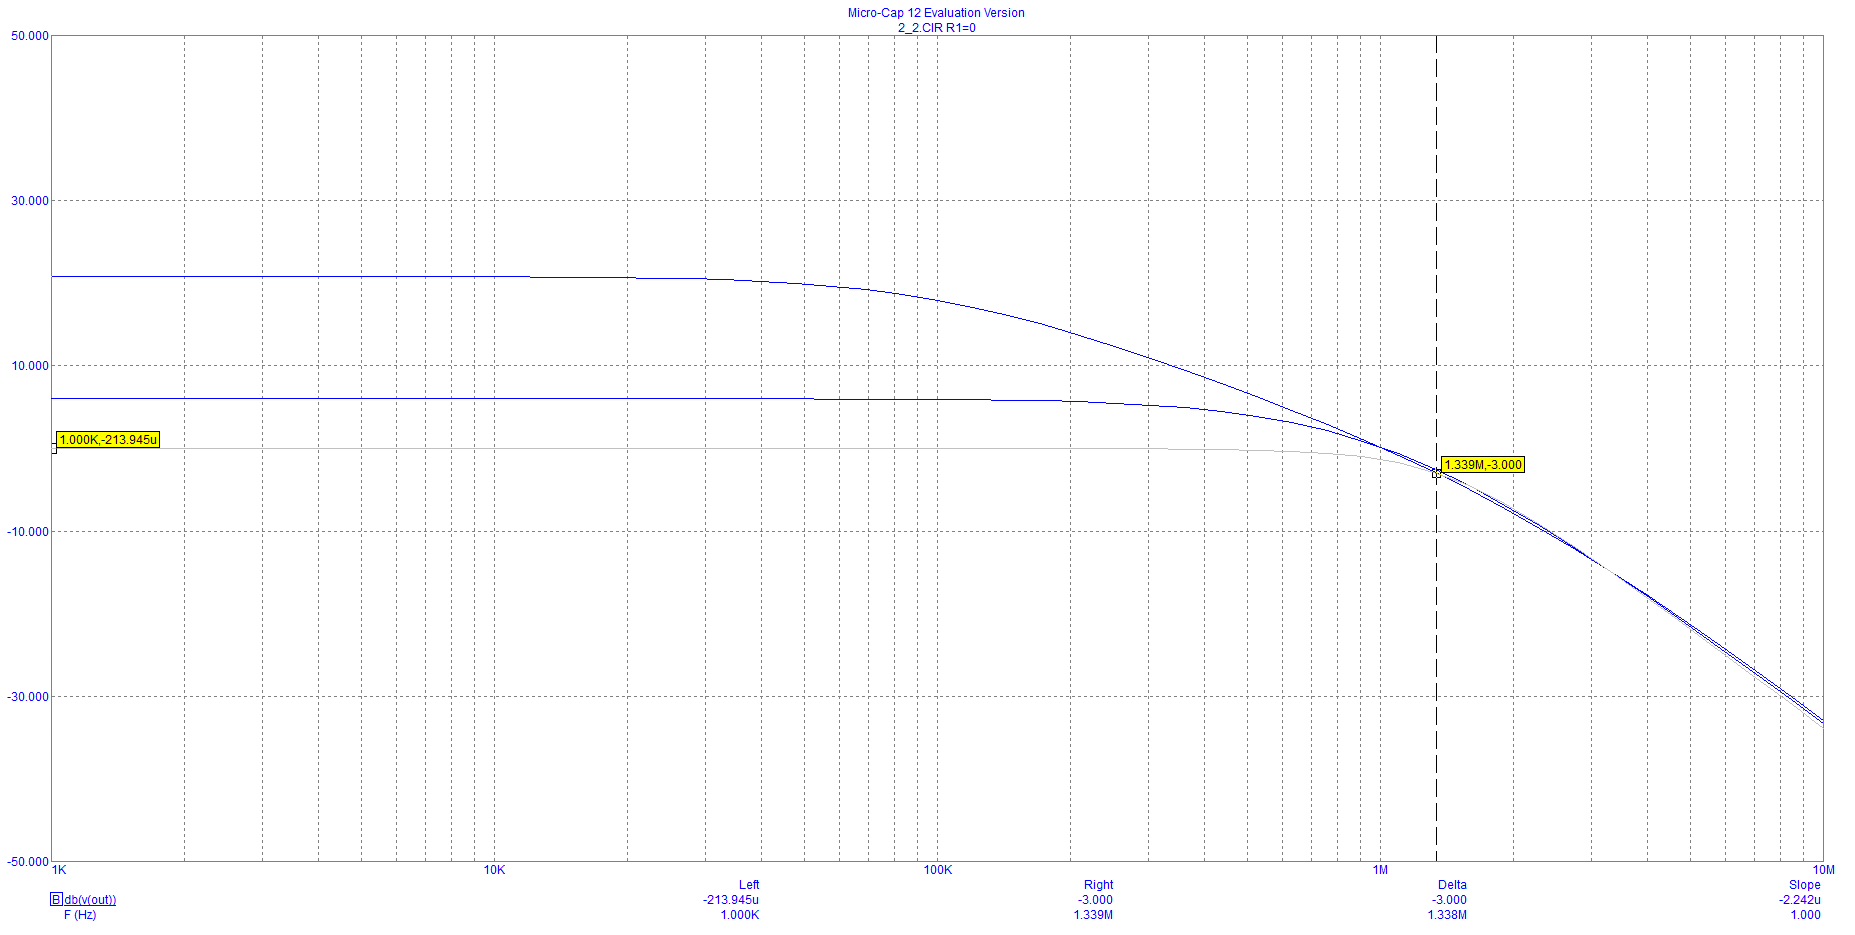 Micro-Cap 12 Evaluation Version
2_2.CIR R1=0
50.000
30.000
10.000
-10.000
-30.000
-50.000
1.000K,-213.945u
1.339M,-3.000
1K 10K 100K 1M 10M
Left Right Delta Slope
B db(v(out)) -213.945u -3.000 -3.000 -2.242u
F (Hz) 1.000K 1.339M 1.338M 1.000